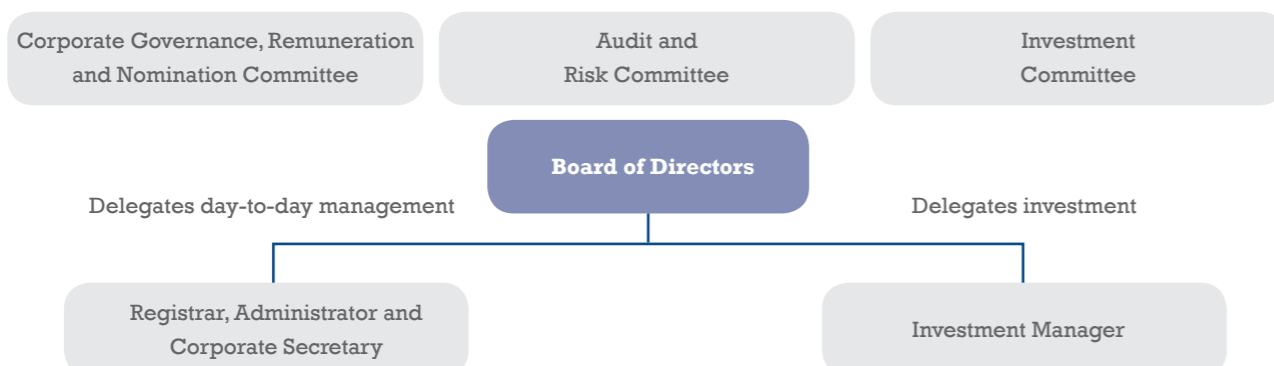 Corporate Governance, Remuneration
and Nomination Committee
Audit and
Risk Committee
Investment
Committee
Board of Directors
Delegates day-to-day management
Delegates investment
Registrar, Administrator and
Corporate Secretary
Investment Manager